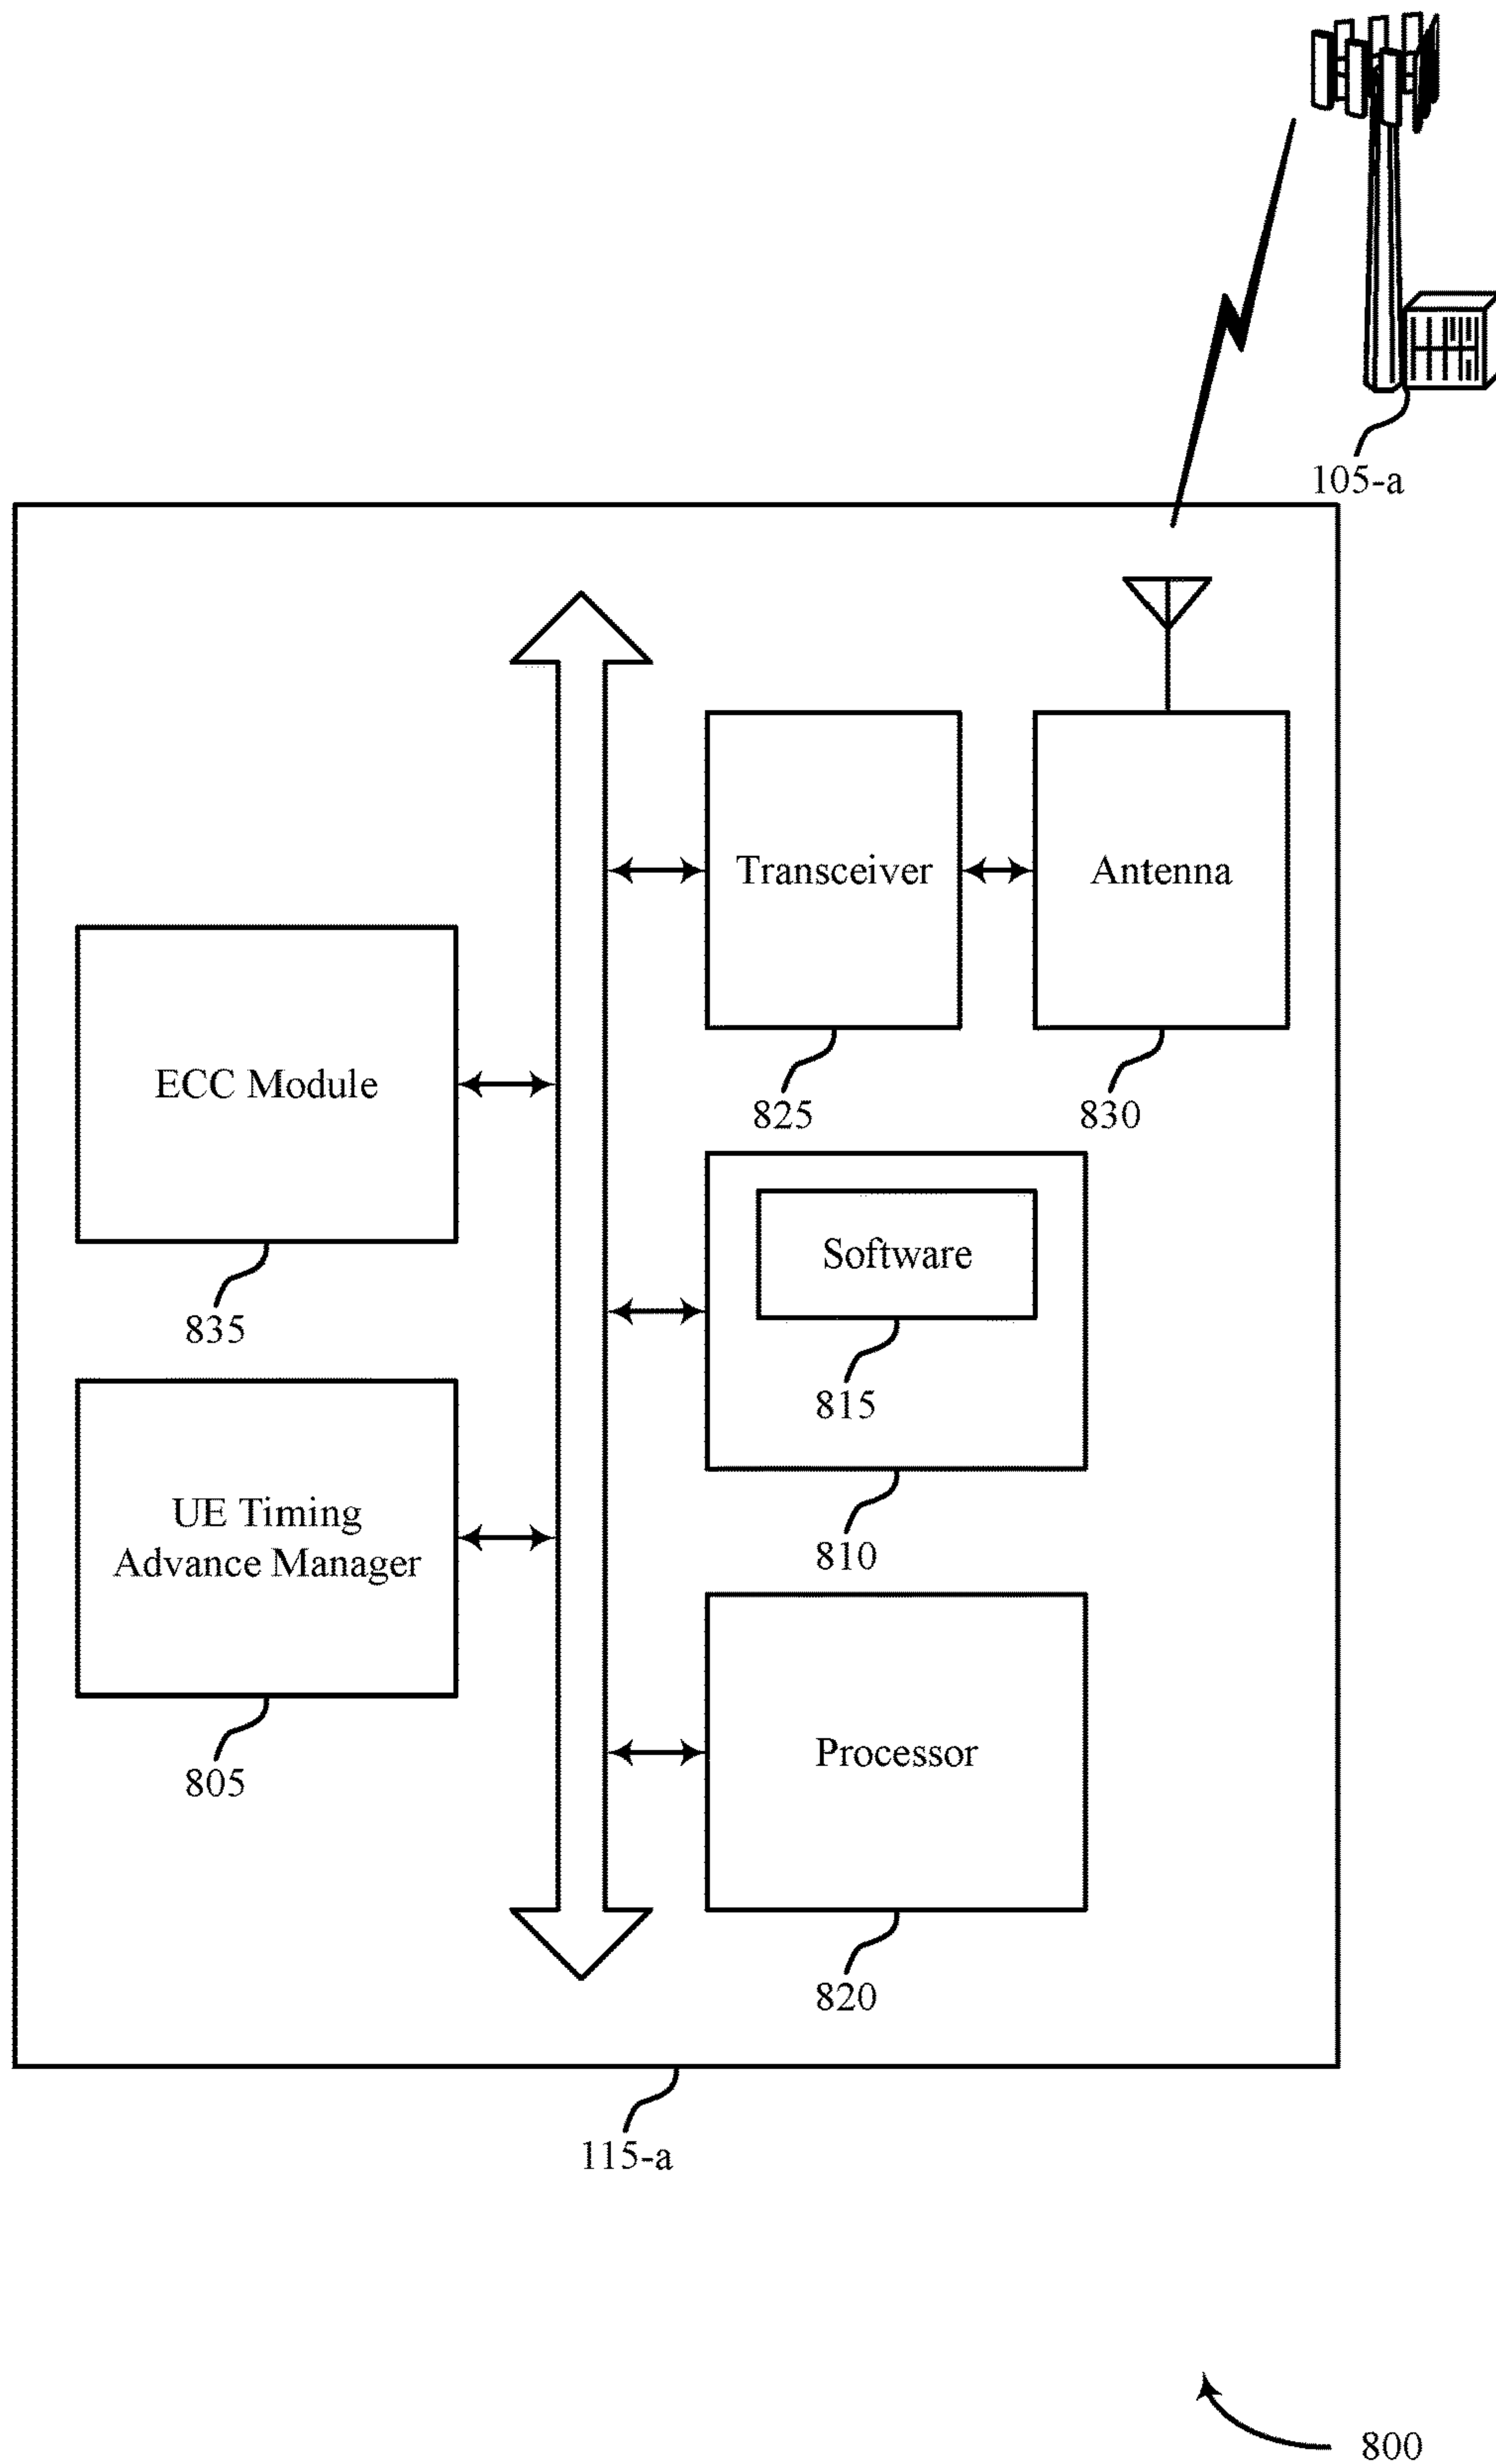 105-a
Transceiver
Antenna
825
830
ECC Module
835
Software
815
810
UE Timing
Advance Manager
805
Processor
820
115-a
800